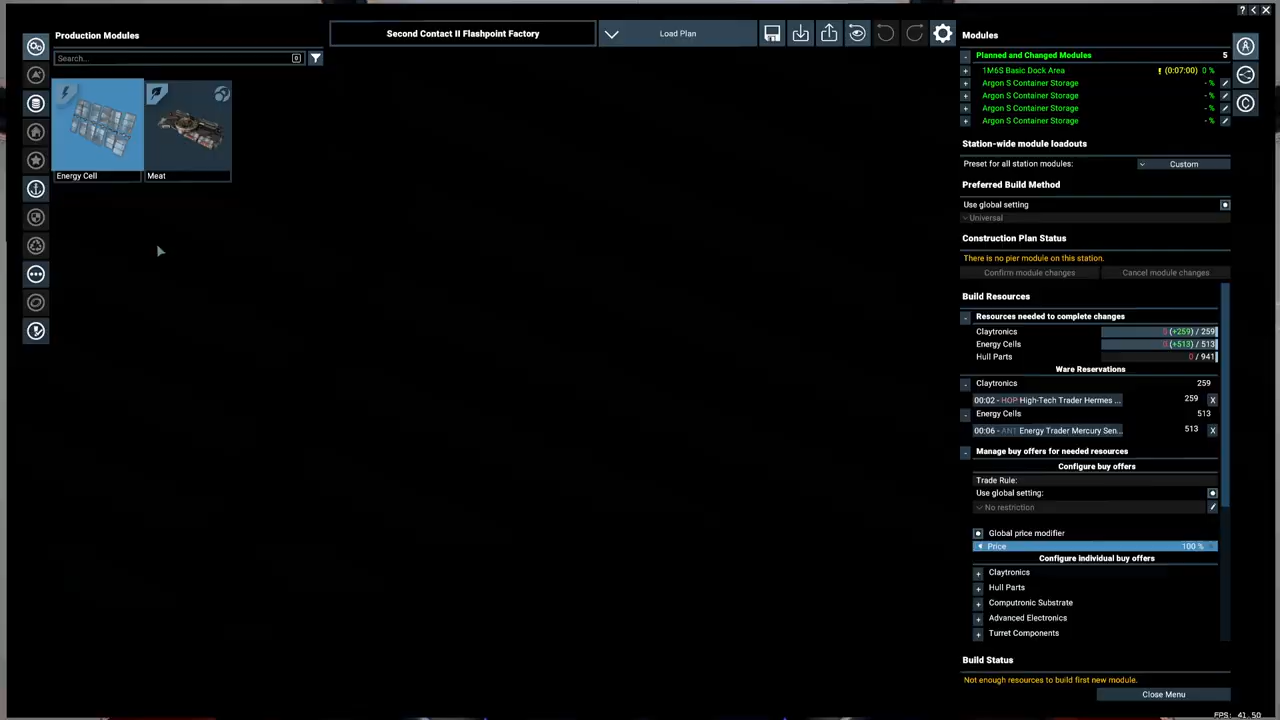 Production Modules
Search...
Energy Cell
Meat
Second Contact II Flashpoint Factory
Load Plan
Modules
Planned and Changed Modules 5
1M6S Basic Dock Area ! (0:07:00) 0 %
Argon S Container Storage - %
Argon S Container Storage - %
Argon S Container Storage - %
Argon S Container Storage - %
Station-wide module loadouts
Preset for all station modules: Custom
Preferred Build Method
Use global setting
Universal
Construction Plan Status
There is no pier module on this station.
Confirm module changes Cancel module changes
Build Resources
Resources needed to complete changes
Claytronics (+259) / 259
Energy Cells (+513) / 513
Hull Parts 0 / 941
Ware Reservations
Claytronics 259
00:02 - HOP High-Tech Trader Hermes ... 259 X
Energy Cells 513
00:06 - ANT Energy Trader Mercury Sen... 513 X
Manage buy offers for needed resources
Configure buy offers
Trade Rule:
Use global setting:
No restriction
Global price modifier
Price 100 %
Configure individual buy offers
Claytronics
Hull Parts
Computronic Substrate
Advanced Electronics
Turret Components
Build Status
Not enough resources to build first new module.
Close Menu
FPS: 41.50